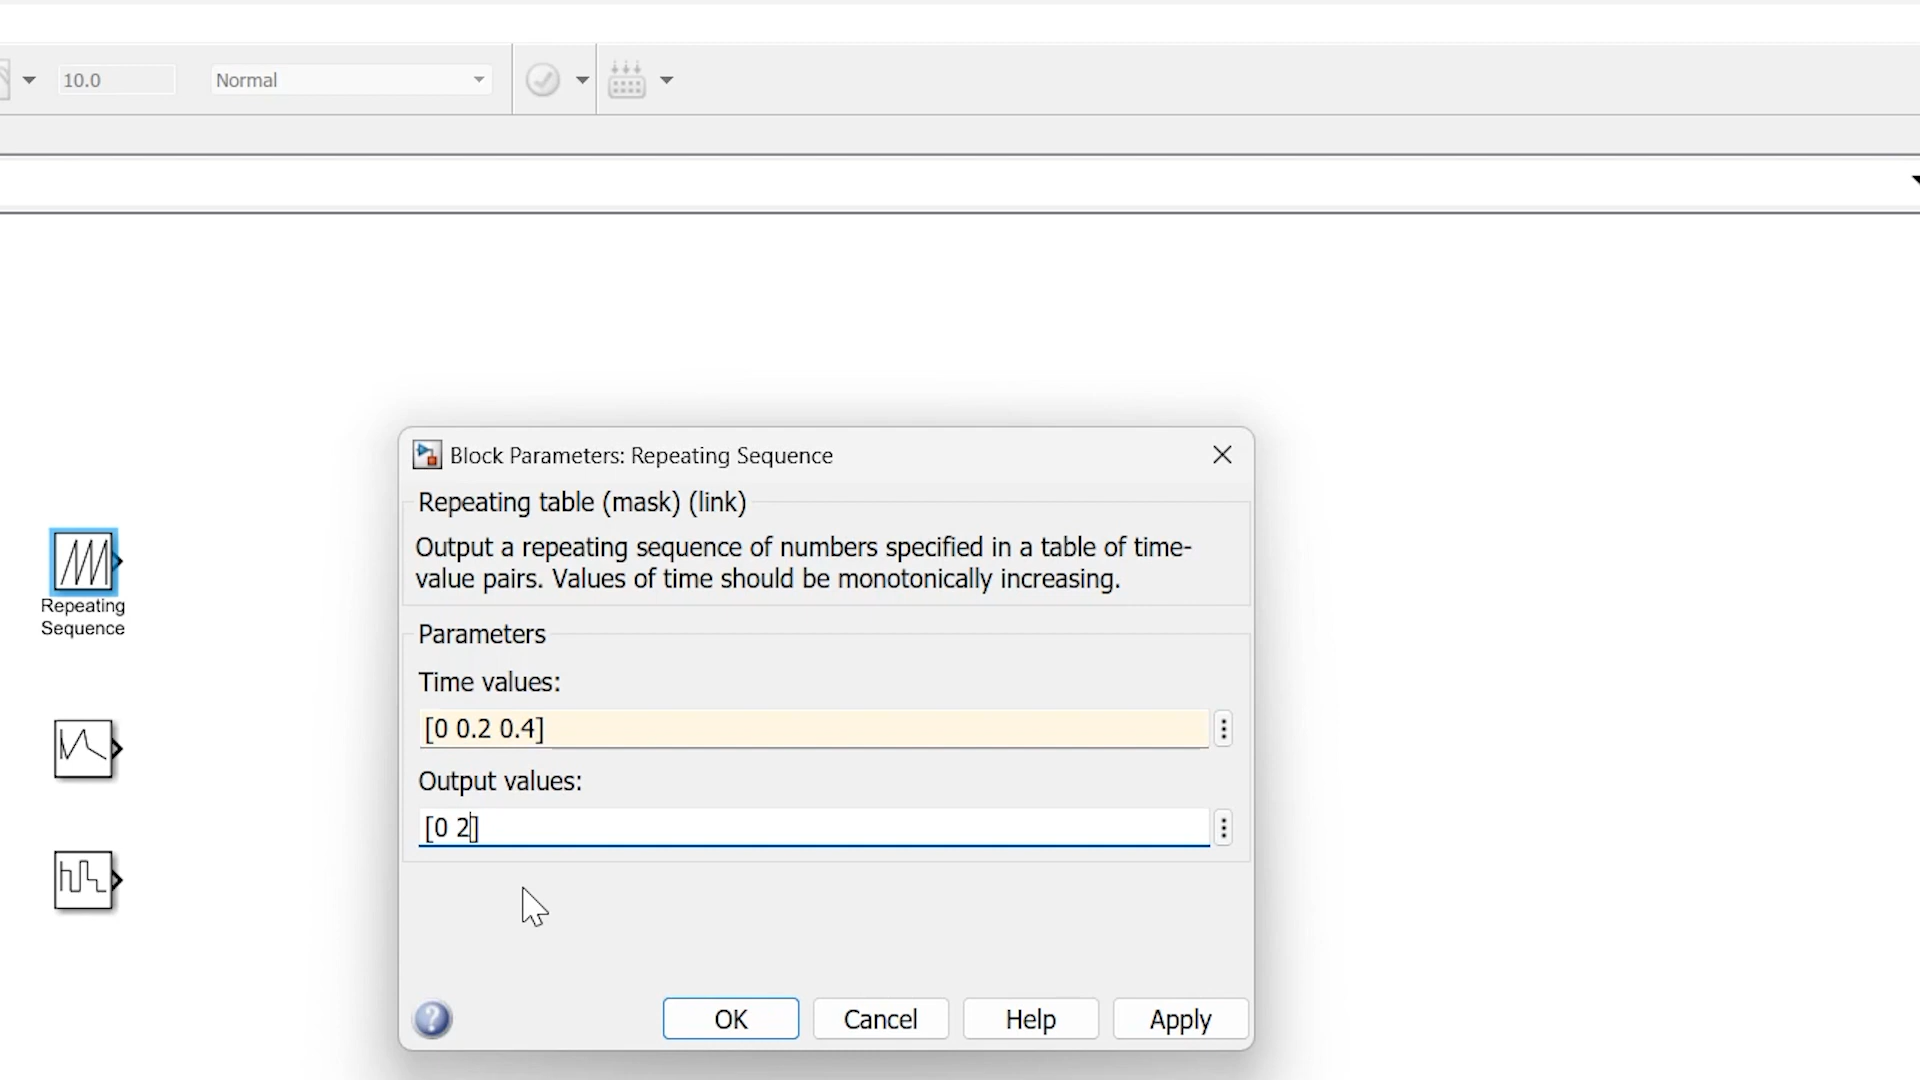 10.0
Normal
Block Parameters: Repeating Sequence
Repeating table (mask) (link)
Output a repeating sequence of numbers specified in a table of time-
value pairs. Values of time should be monotonically increasing.
Parameters
Time values:
[0 0.2 0.4]
Output values:
[0 2]
Repeating
Sequence
?
OK
Cancel
Help
Apply